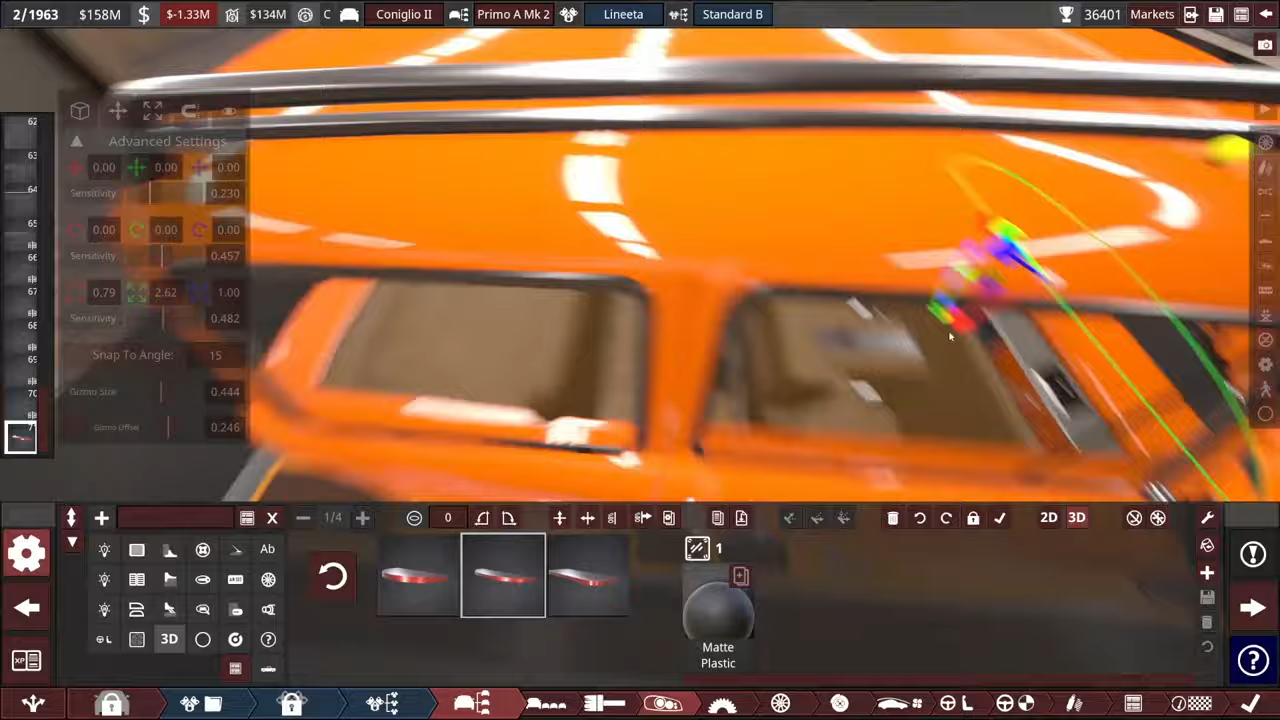 2/1963 $158M $-1.33M $134M C Coniglio II Primo A Mk 2 Lineeta Standard B 36401 Markets
Advanced Settings
0.00 0.00 0.00
Sensitivity 0.230
0.00 0.00 0.00
Sensitivity 0.457
0.79 2.62 1.00
Sensitivity 0.482
Snap To Angle: 15
Gizmo Size 0.444
Gizmo Offset 0.246
62
63
64
65
66
67
68
69
70
1/4 0 2D 3D
Ab
3D
1
Matte
Plastic
XP